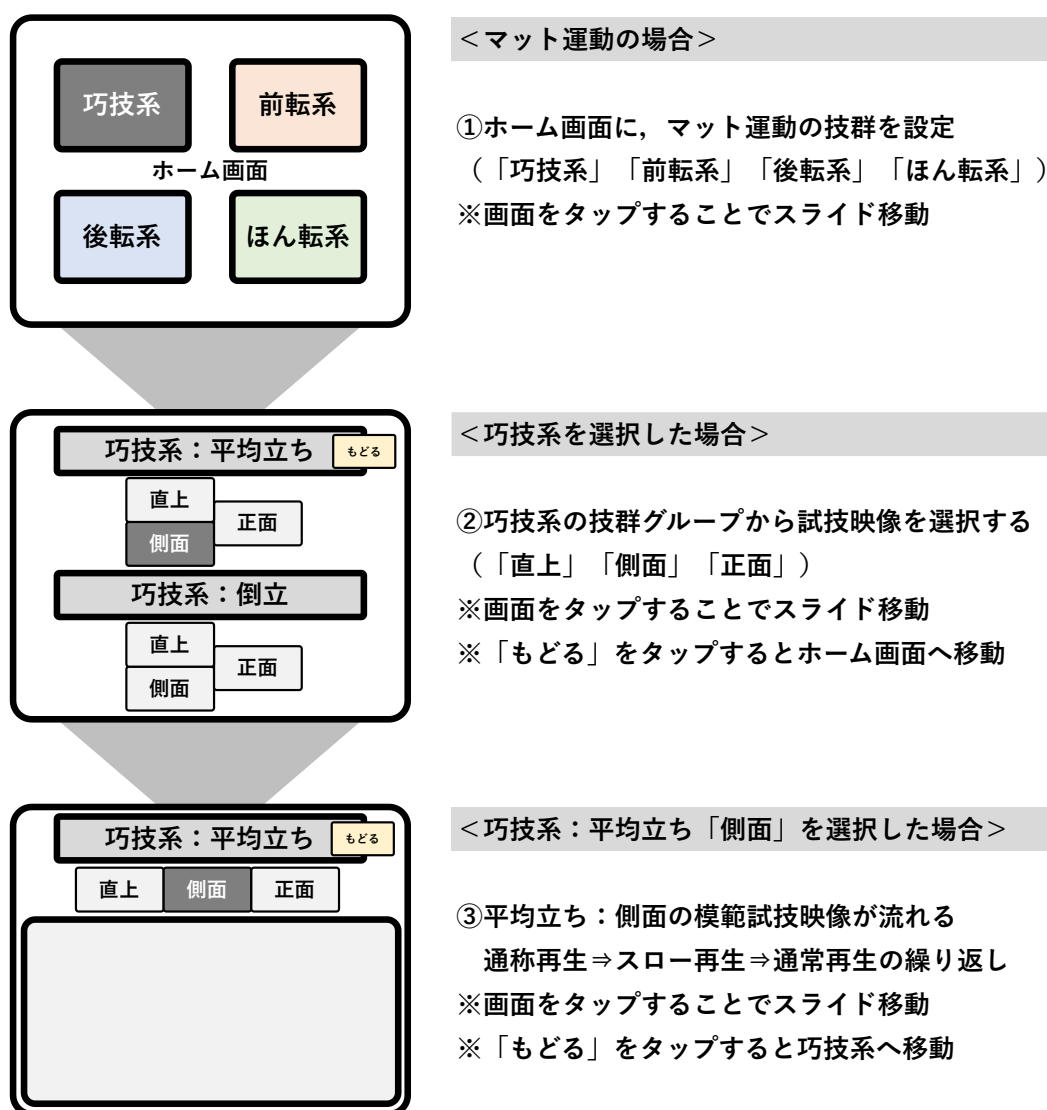 巧技系
前転系
ホーム画面
後転系
ほん転系
＜マット運動の場合＞
①ホーム画面に，マット運動の技群を設定
（「巧技系」「前転系」「後転系」「ほん転系」）
※画面をタップすることでスライド移動
巧技系：平均立ち
もどる
直上
正面
側面
巧技系：倒立
直上
正面
側面
＜巧技系を選択した場合＞
②巧技系の技群グループから試技映像を選択する
（「直上」「側面」「正面」）
※画面をタップすることでスライド移動
※「もどる」をタップするとホーム画面へ移動
巧技系：平均立ち
もどる
直上
側面
正面
＜巧技系：平均立ち「側面」を選択した場合＞
③平均立ち：側面の模範試技映像が流れる
通称再生⇒スロー再生⇒通常再生の繰り返し
※画面をタップすることでスライド移動
※「もどる」をタップすると巧技系へ移動